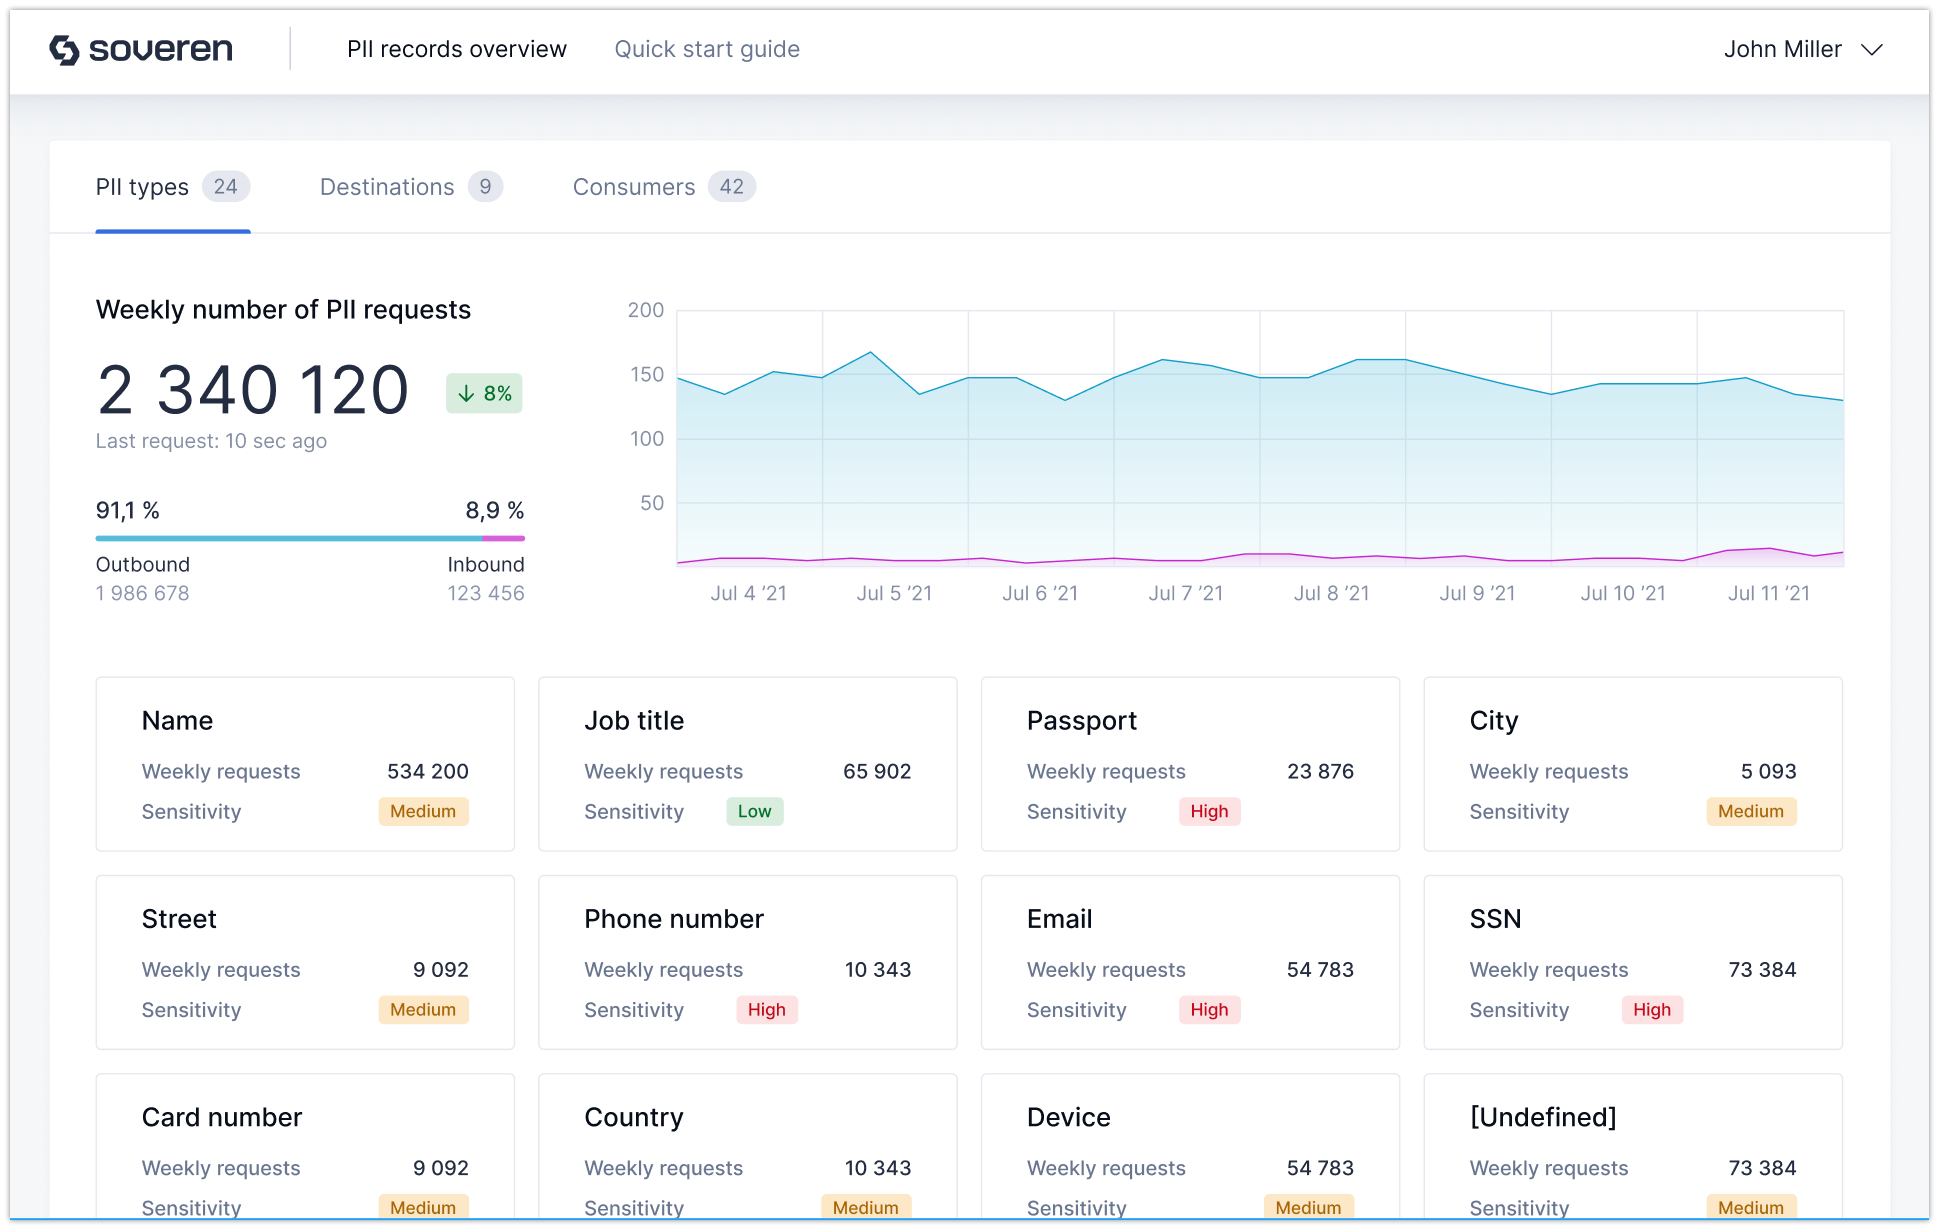 soveren
PII records overview
Quick start guide
John Miller
PII types 24
Destinations 9
Consumers 42
Weekly number of PII requests
2 340 120
↓ 8%
Last request: 10 sec ago
91,1 %
8,9 %
Outbound
Inbound
1 986 678
123 456
200
150
100
50
Jul 4 ’21
Jul 5 ’21
Jul 6 ’21
Jul 7 ’21
Jul 8 ’21
Jul 9 ’21
Jul 10 ’21
Jul 11 ’21
Name
Weekly requests 534 200
Sensitivity Medium
Job title
Weekly requests 65 902
Sensitivity Low
Passport
Weekly requests 23 876
Sensitivity High
City
Weekly requests 5 093
Sensitivity Medium
Street
Weekly requests 9 092
Sensitivity Medium
Phone number
Weekly requests 10 343
Sensitivity High
Email
Weekly requests 54 783
Sensitivity High
SSN
Weekly requests 73 384
Sensitivity High
Card number
Weekly requests 9 092
Sensitivity Medium
Country
Weekly requests 10 343
Sensitivity Medium
Device
Weekly requests 54 783
Sensitivity Medium
[Undefined]
Weekly requests 73 384
Sensitivity Medium